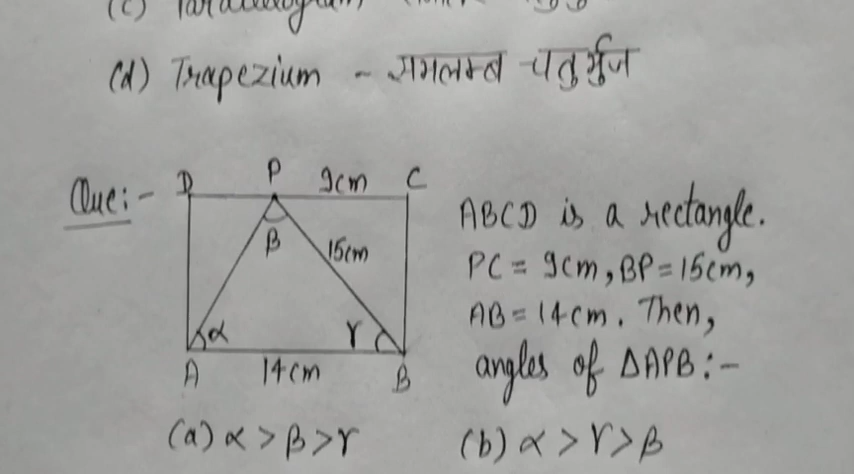 (d) Trapezium - समलम्ब चतुर्भुज
Que:- D P 9cm C
β 15cm
α γ
A 14cm B
ABCD is a rectangle.
PC = 9cm, BP = 15cm,
AB = 14cm. Then,
angles of ΔAPB:-
(a) α > β > γ (b) α > γ > β